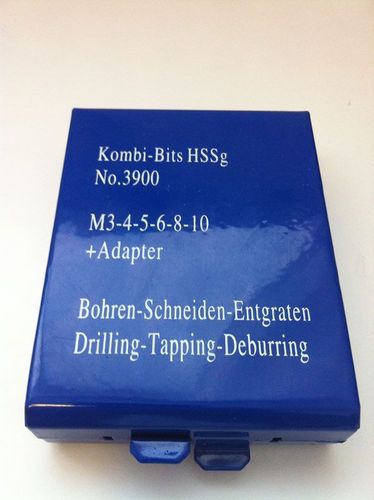 Kombi-Bits HSSg
No.3900
M3-4-5-6-8-10
+Adapter
Bohren-Schneiden-Entgraten
Drilling-Tapping-Deburring